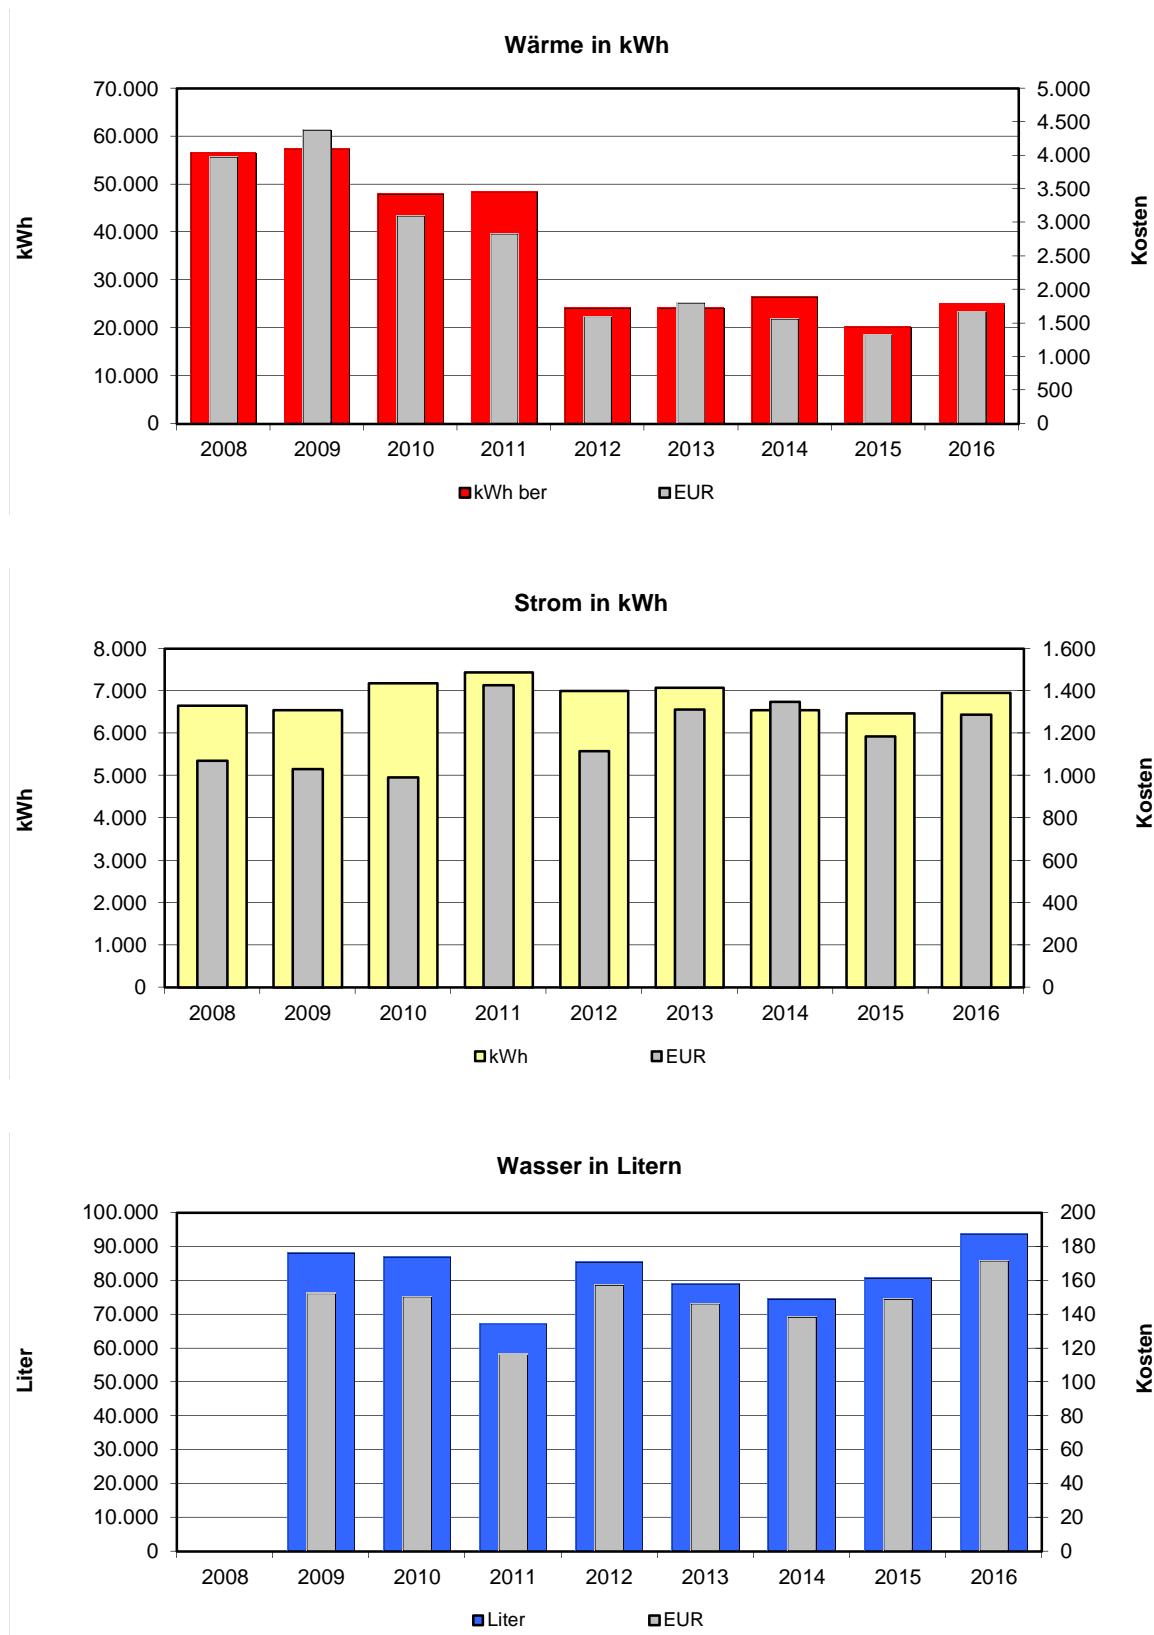 Wärme in kWh
70.000 5.000
4.500
60.000
4.000
50.000 3.500
3.000
40.000
2.500
30.000
2.000
20.000 1.500
1.000
10.000
500
0 0
kWh
Kosten
2008 2009 2010 2011 2012 2013 2014 2015 2016
kWh ber EUR
Strom in kWh
8.000 1.600
7.000 1.400
6.000 1.200
5.000 1.000
4.000 800
3.000 600
2.000 400
1.000 200
0 0
kWh
Kosten
2008 2009 2010 2011 2012 2013 2014 2015 2016
kWh EUR
Wasser in Litern
100.000 200
90.000 180
80.000 160
70.000 140
60.000 120
50.000 100
40.000 80
30.000 60
20.000 40
10.000 20
0 0
Liter
Kosten
2008 2009 2010 2011 2012 2013 2014 2015 2016
Liter EUR